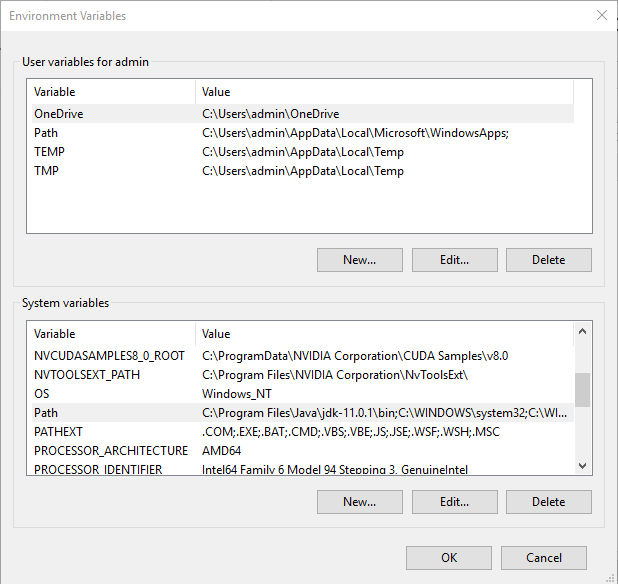 Environment Variables
User variables for admin
Variable Value
OneDrive C:\Users\admin\OneDrive
Path C:\Users\admin\AppData\Local\Microsoft\WindowsApps;
TEMP C:\Users\admin\AppData\Local\Temp
TMP C:\Users\admin\AppData\Local\Temp
New... Edit... Delete
System variables
Variable Value
NVCUDASAMPLES8_0_ROOT C:\ProgramData\NVIDIA Corporation\CUDA Samples\v8.0
NVTOOLSEXT_PATH C:\Program Files\NVIDIA Corporation\NvToolsExt\
OS Windows_NT
Path C:\Program Files\Java\jdk-11.0.1\bin;C:\WINDOWS\system32;C:\WI...
PATHEXT .COM;.EXE;.BAT;.CMD;.VBS;.VBE;.JS;.JSE;.WSF;.WSH;.MSC
PROCESSOR_ARCHITECTURE AMD64
PROCESSOR_IDENTIFIER Intel64 Family 6 Model 94 Stepping 3, GenuineIntel
New... Edit... Delete
OK Cancel